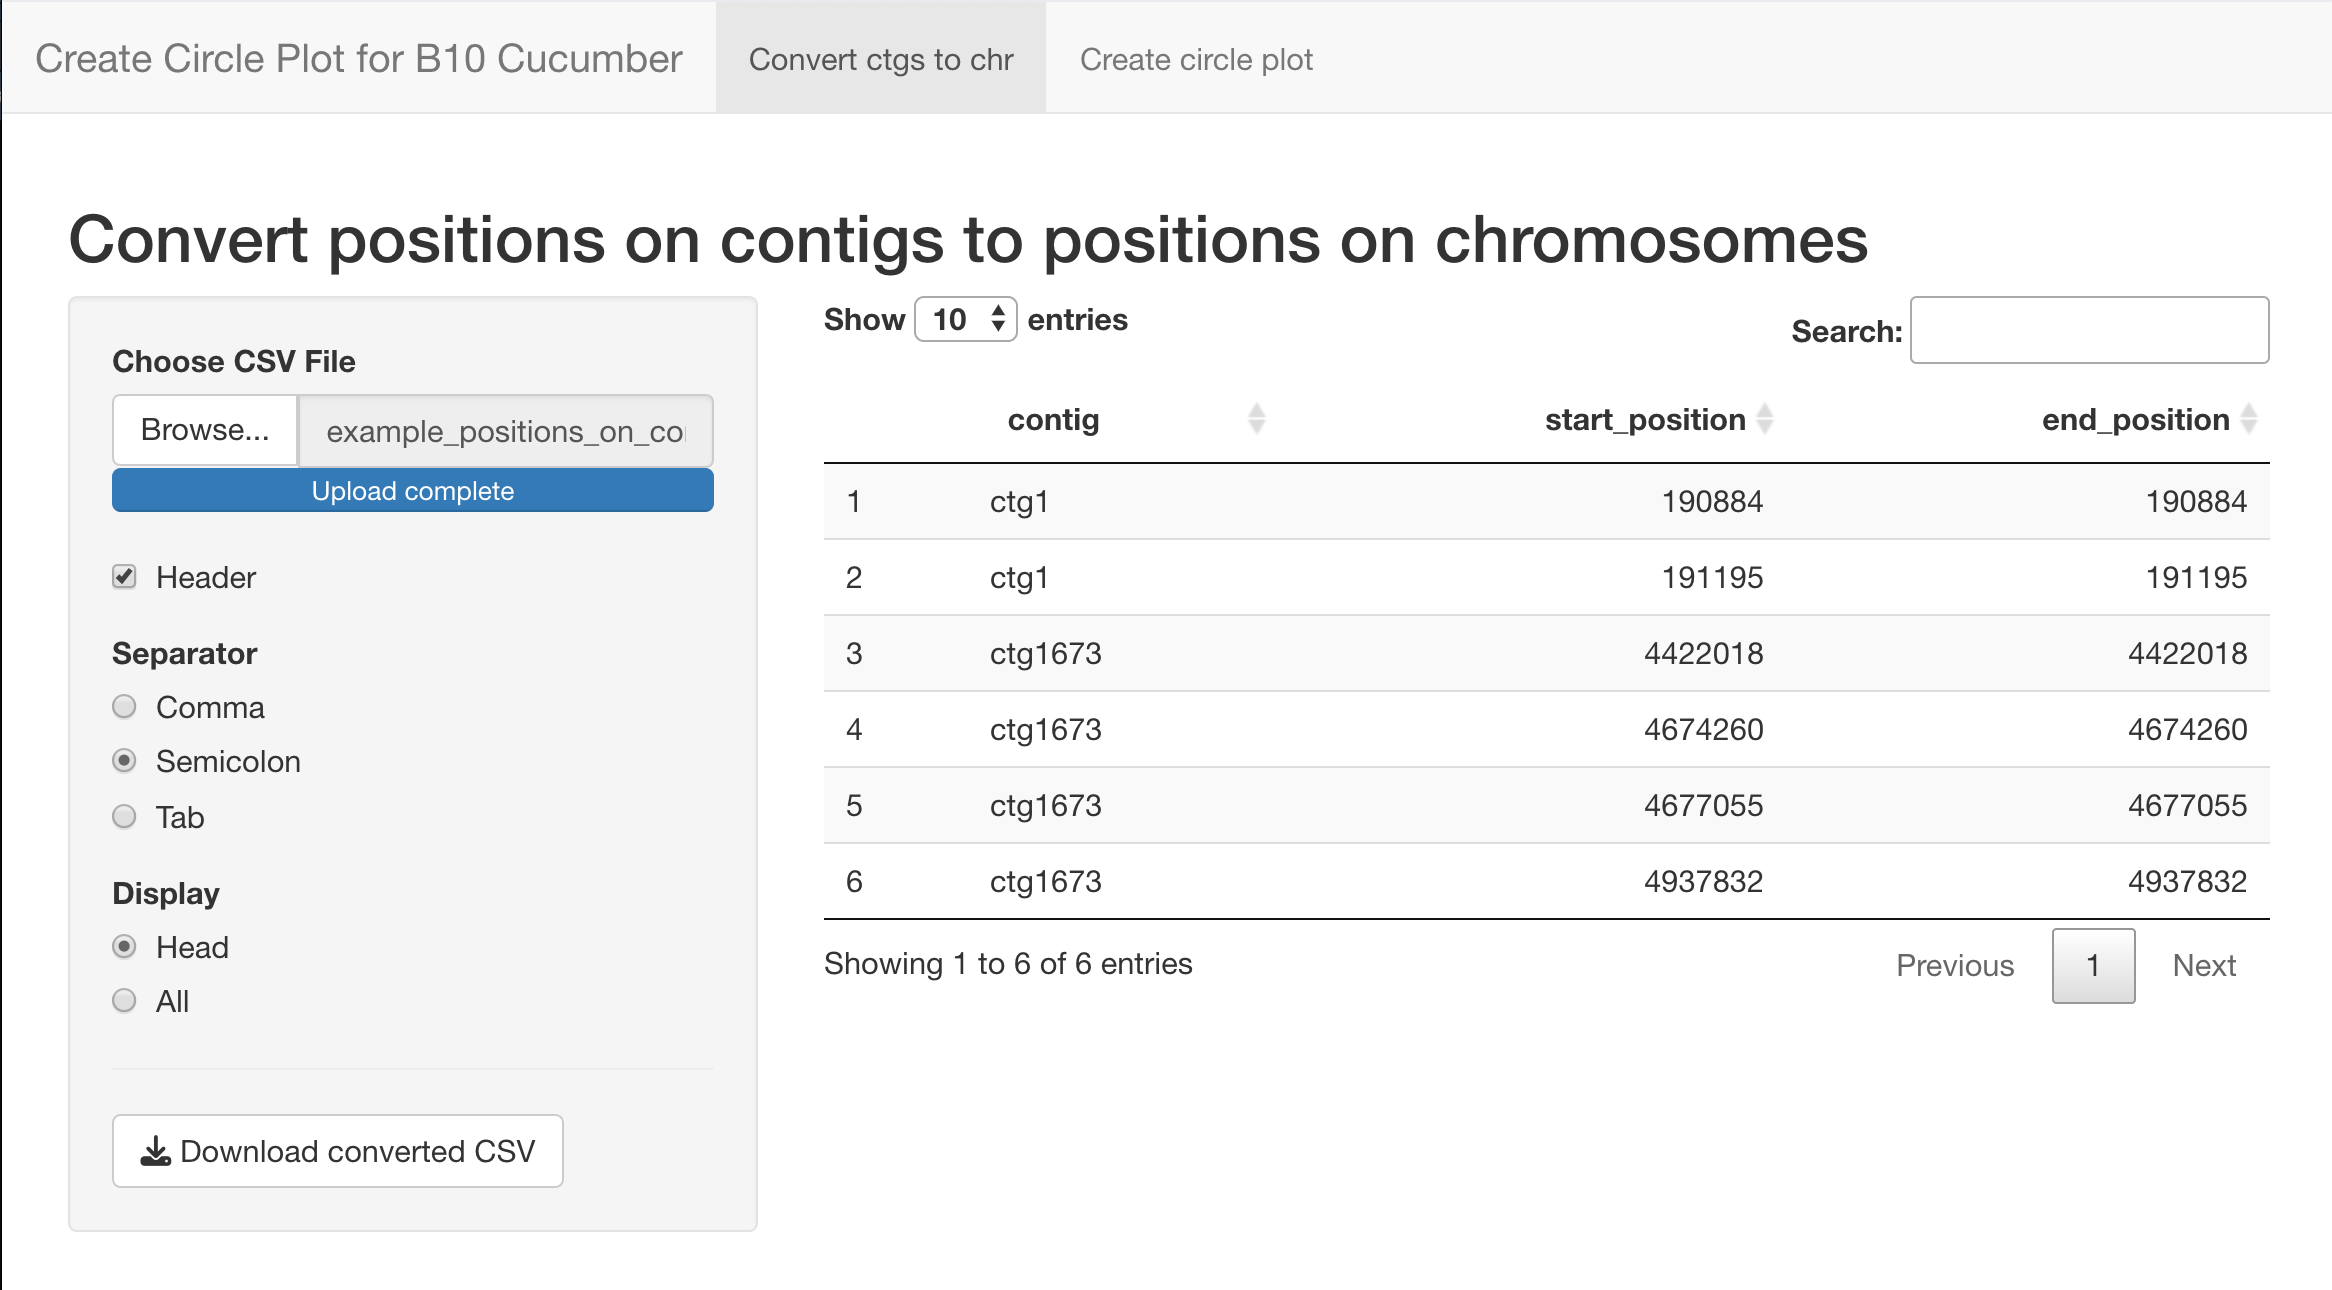 Create Circle Plot for B10 Cucumber Convert ctgs to chr Create circle plot
Convert positions on contigs to positions on chromosomes
Choose CSV File
Browse... example_positions_on_co
Upload complete
Header
Separator
Comma
Semicolon
Tab
Display
Head
All
Download converted CSV
Show 10 entries Search:
contig start_position end_position
1 ctg1 190884 190884
2 ctg1 191195 191195
3 ctg1673 4422018 4422018
4 ctg1673 4674260 4674260
5 ctg1673 4677055 4677055
6 ctg1673 4937832 4937832
Showing 1 to 6 of 6 entries Previous 1 Next